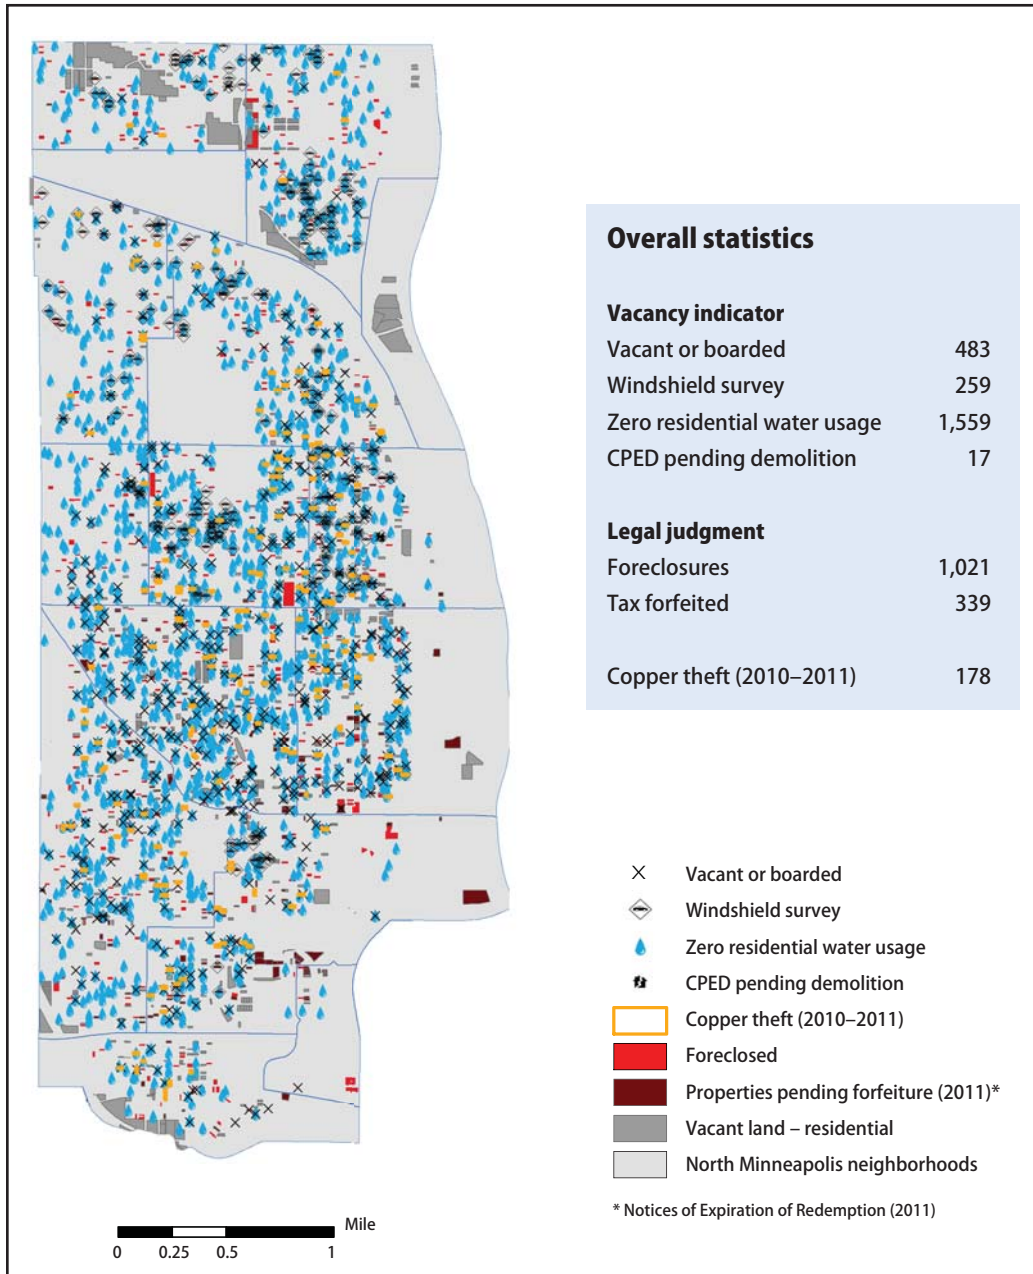 Overall statistics
Vacancy indicator
Vacant or boarded 483
Windshield survey 259
Zero residential water usage 1,559
CPED pending demolition 17
Legal judgment
Foreclosures 1,021
Tax forfeited 339
Copper theft (2010–2011) 178
Vacant or boarded
Windshield survey
Zero residential water usage
CPED pending demolition
Copper theft (2010–2011)
Foreclosed
Properties pending forfeiture (2011)*
Vacant land – residential
North Minneapolis neighborhoods
* Notices of Expiration of Redemption (2011)
Mile
0 0.25 0.5 1